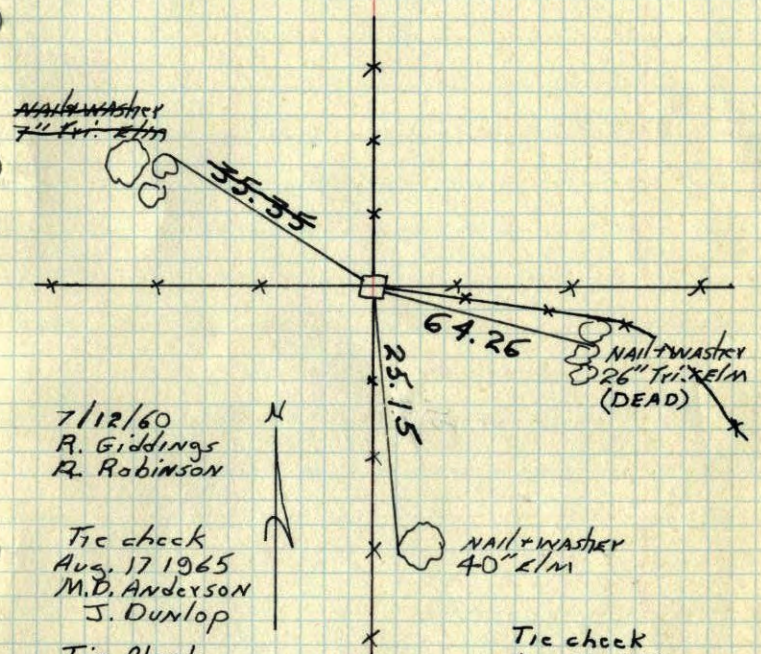 NAil+WAsher
7" Tri. Elm
35.35
64.26
NAil+WAsher
26" Tri. Elm
(DEAD)
25.15
7/12/60
R. Giddings
R. Robinson
N
Tie check
Aug. 17 1965
M.D. Anderson
J. Dunlop
NAil+WAsher
40" Elm
Tie check